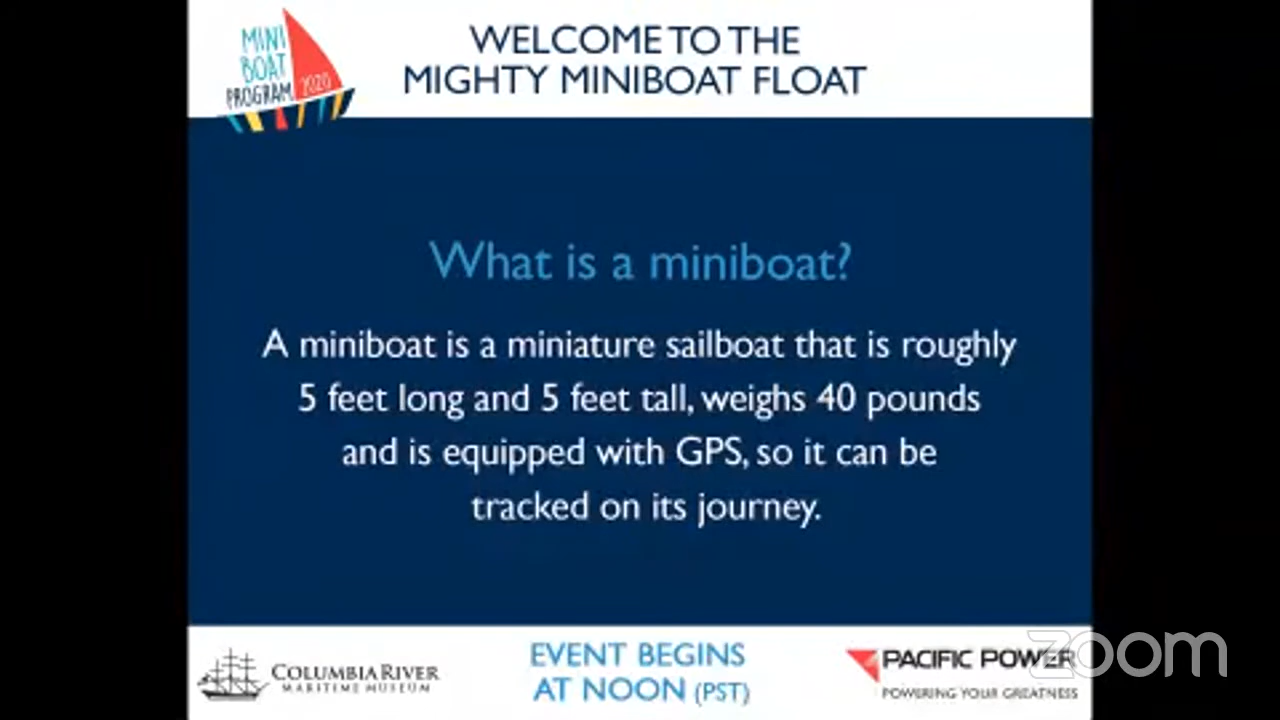 MINI
BOAT
PROGRAM 2020
WELCOME TO THE
MIGHTY MINIBOAT FLOAT
What is a miniboat?
A miniboat is a miniature sailboat that is roughly
5 feet long and 5 feet tall, weighs 40 pounds
and is equipped with GPS, so it can be
tracked on its journey.
COLUMBIA RIVER
MARITIME MUSEUM
EVENT BEGINS
AT NOON (PST)
PACIFIC POWER
POWERING YOUR GREATNESS
zoom